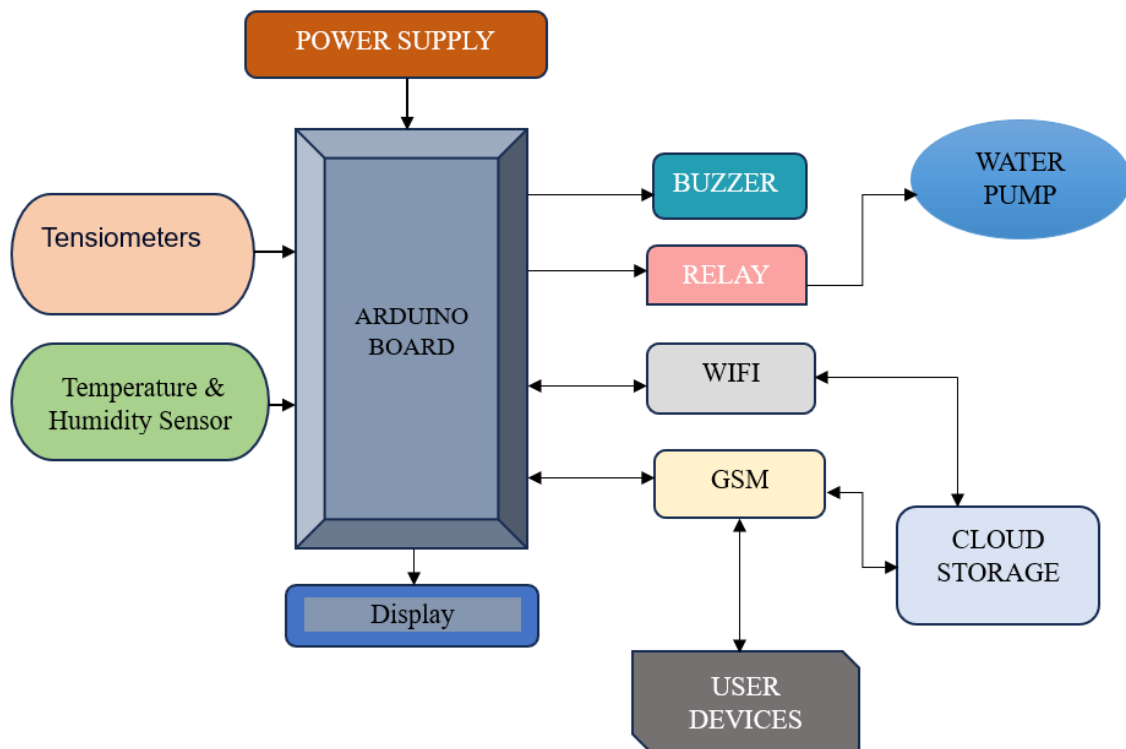 POWER SUPPLY
WATER
PUMP
BUZZER
Tensiometers
RELAY
ARDUINO
BOARD
WIFI
Temperature &
Humidity Sensor
GSM
CLOUD
STORAGE
Display
USER
DEVICES